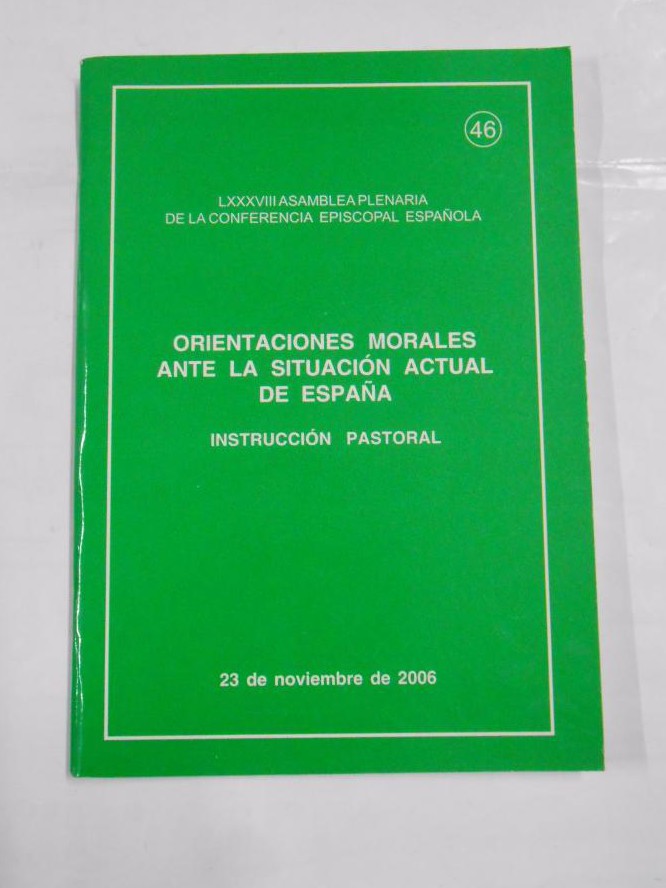 46
LXXXVIII ASAMBLEA PLENARIA
DE LA CONFERENCIA EPISCOPAL ESPAÑOLA
ORIENTACIONES MORALES
ANTE LA SITUACIÓN ACTUAL
DE ESPAÑA
INSTRUCCIÓN PASTORAL
23 de noviembre de 2006